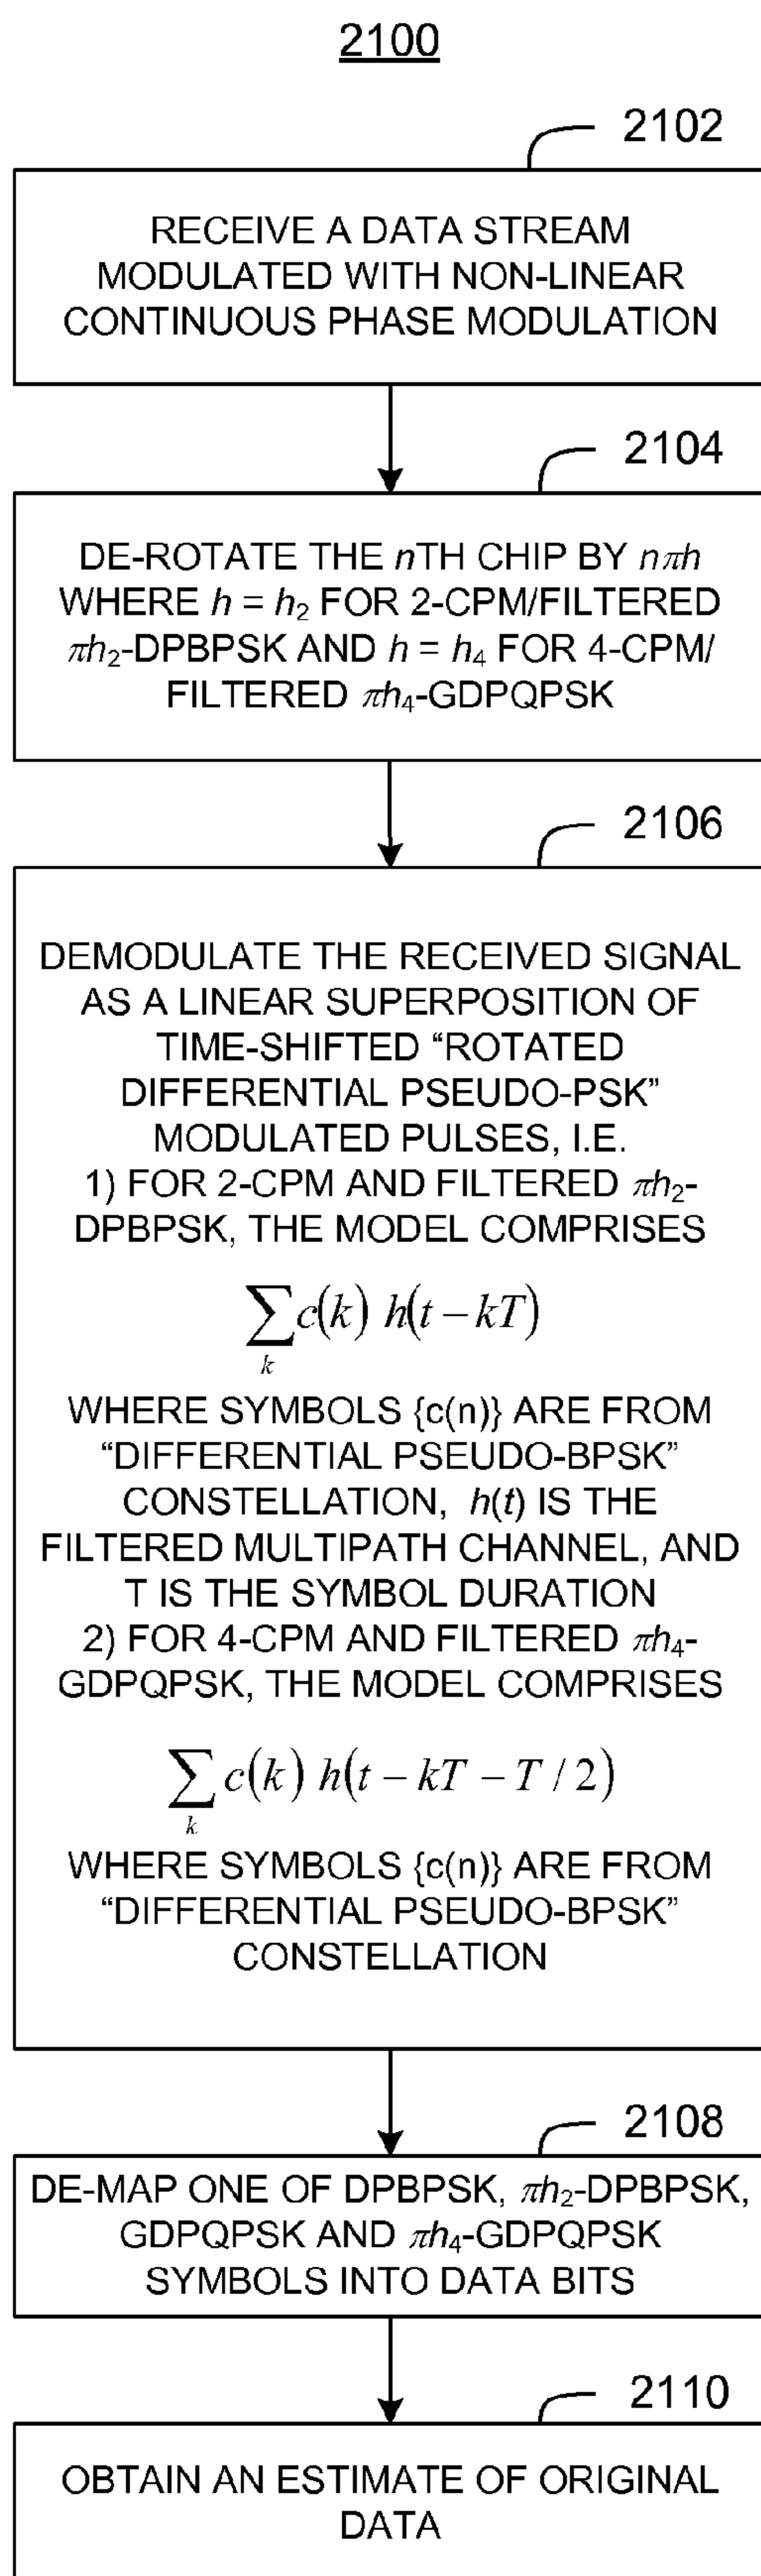 2100
2102
RECEIVE A DATA STREAM
MODULATED WITH NON-LINEAR
CONTINUOUS PHASE MODULATION
2104
DE-ROTATE THE nTH CHIP BY nπh
WHERE h = h₂ FOR 2-CPM/FILTERED
πh₂-DPBPSK AND h = h₄ FOR 4-CPM/
FILTERED πh₄-GDPQPSK
2106
DEMODULATE THE RECEIVED SIGNAL
AS A LINEAR SUPERPOSITION OF
TIME-SHIFTED “ROTATED
DIFFERENTIAL PSEUDO-PSK”
MODULATED PULSES, I.E.
1) FOR 2-CPM AND FILTERED πh₂-
DPBPSK, THE MODEL COMPRISES
∑c(k) h(t – kT)
k
WHERE SYMBOLS {c(n)} ARE FROM
“DIFFERENTIAL PSEUDO-BPSK”
CONSTELLATION, h(t) IS THE
FILTERED MULTIPATH CHANNEL, AND
T IS THE SYMBOL DURATION
2) FOR 4-CPM AND FILTERED πh₄-
GDPQPSK, THE MODEL COMPRISES
∑ c(k) h(t – kT – T / 2)
k
WHERE SYMBOLS {c(n)} ARE FROM
“DIFFERENTIAL PSEUDO-BPSK”
CONSTELLATION
2108
DE-MAP ONE OF DPBPSK, πh₂-DPBPSK,
GDPQPSK AND πh₄-GDPQPSK
SYMBOLS INTO DATA BITS
2110
OBTAIN AN ESTIMATE OF ORIGINAL
DATA